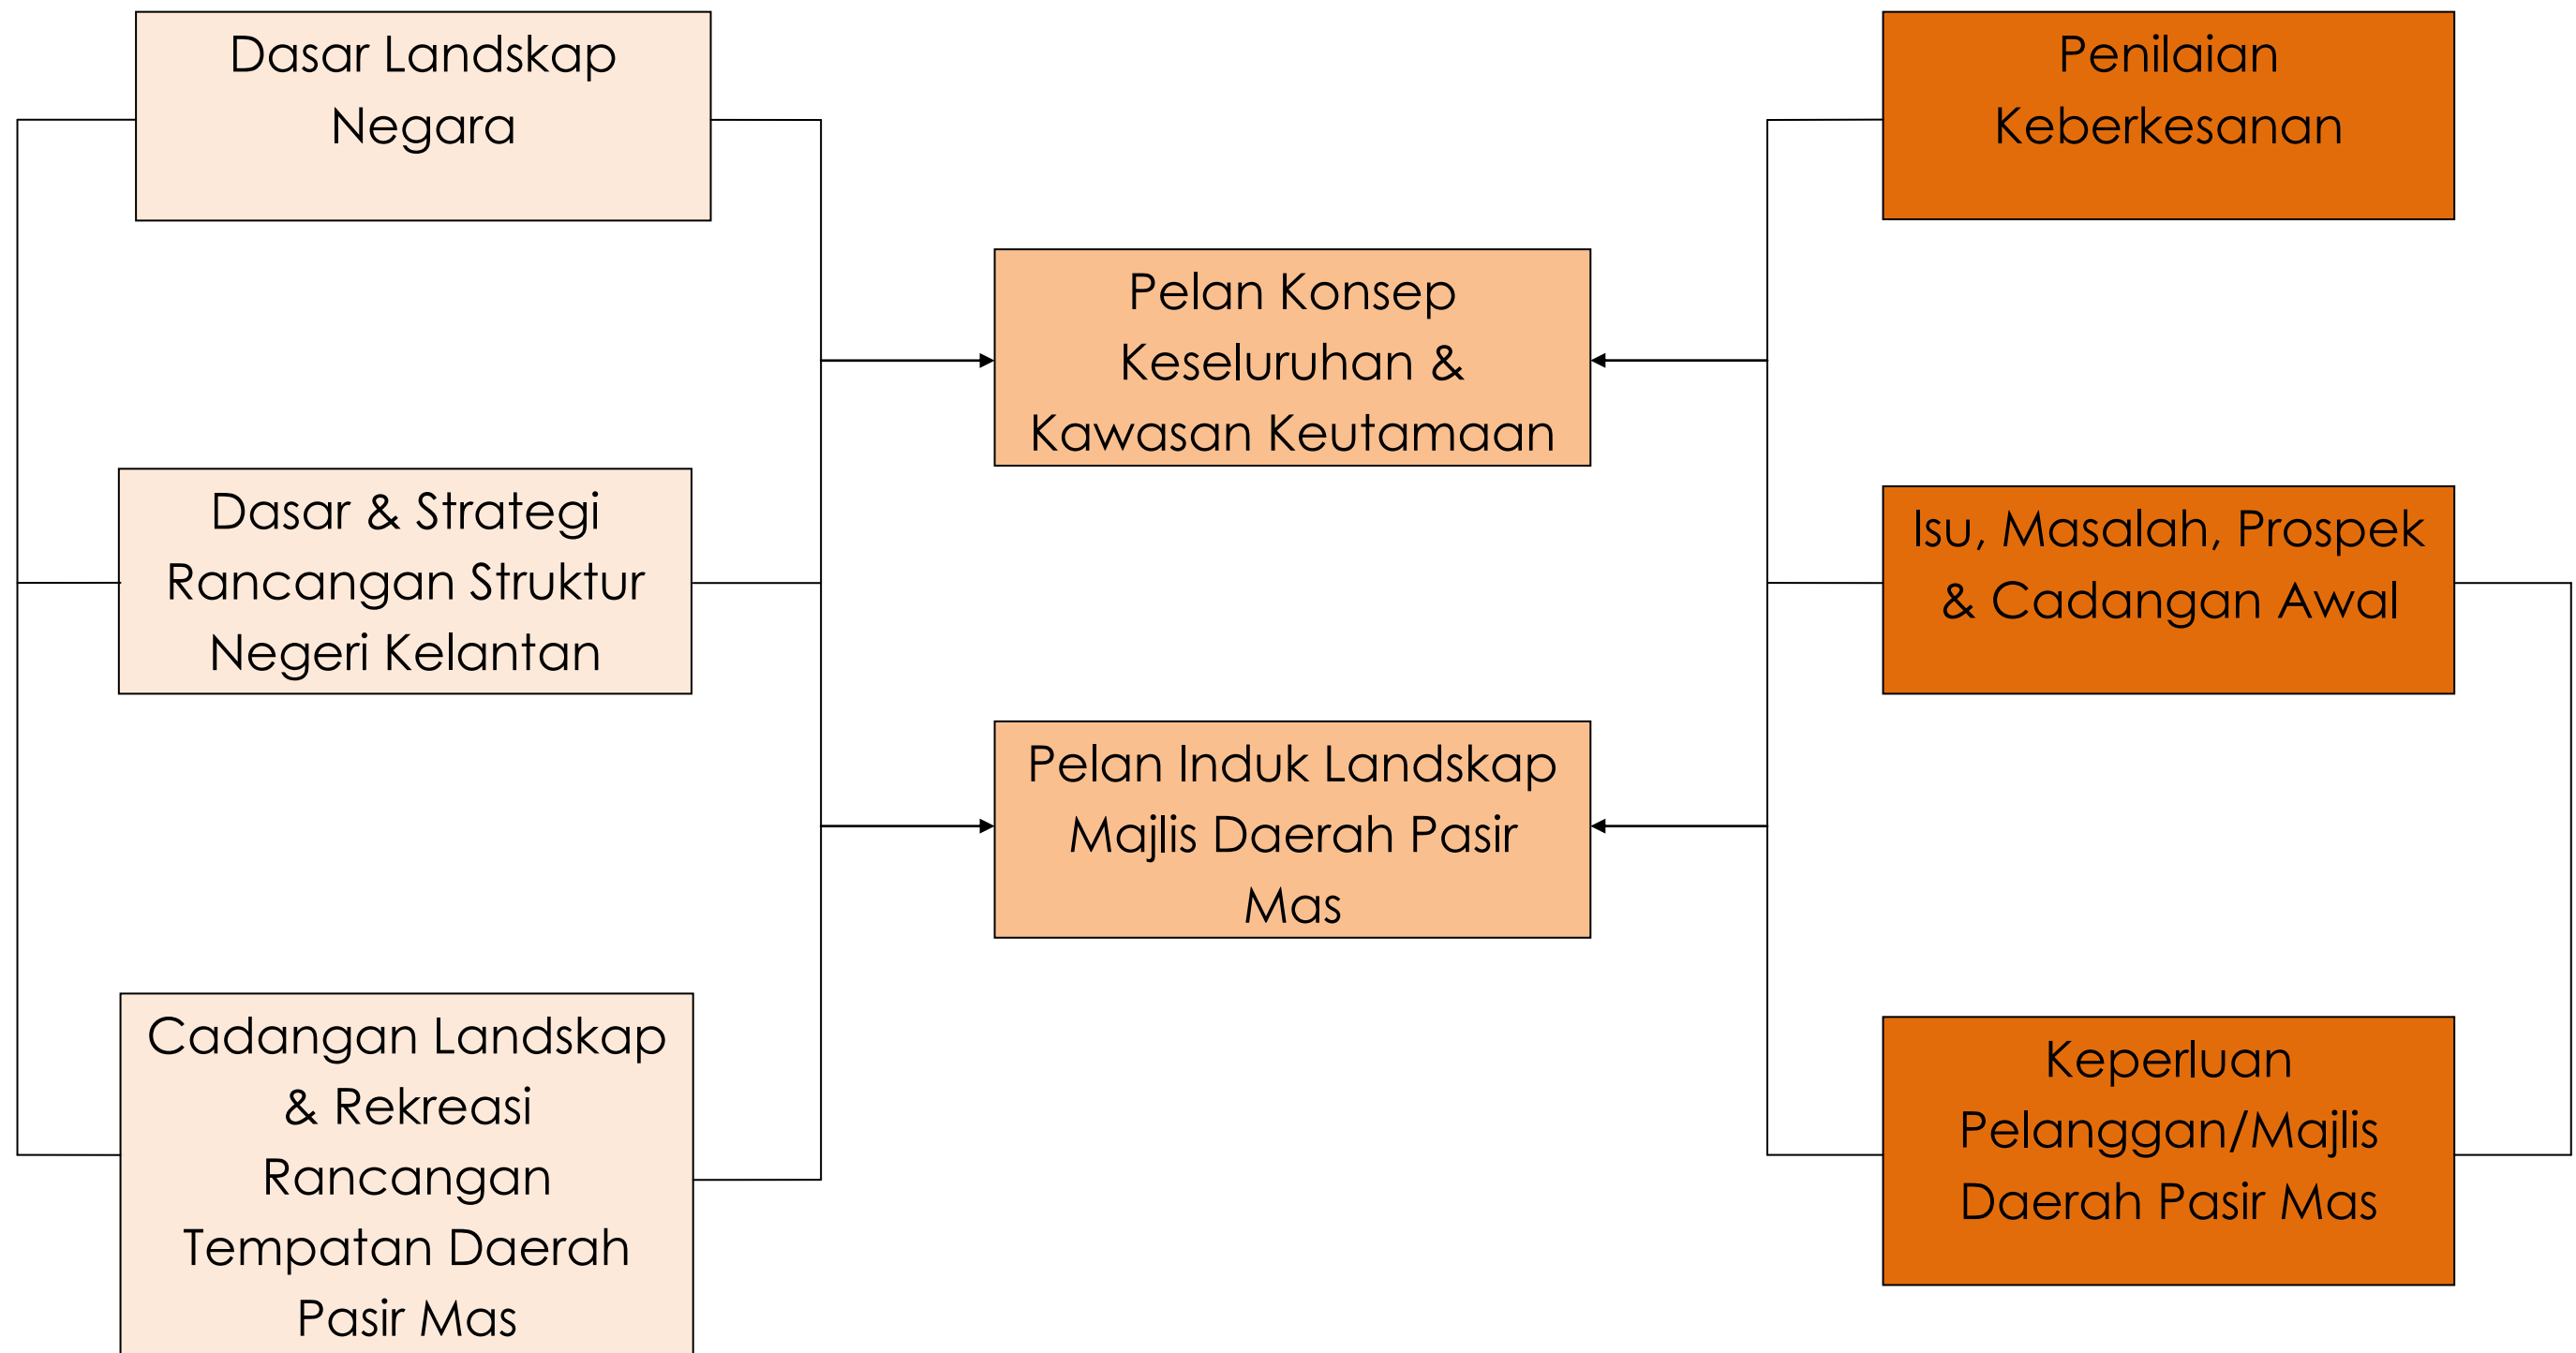 Dasar Landskap
Negara
Dasar & Strategi
Rancangan Struktur
Negeri Kelantan
Cadangan Landskap
& Rekreasi
Rancangan
Tempatan Daerah
Pasir Mas
Pelan Konsep
Keseluruhan &
Kawasan Keutamaan
Pelan Induk Landskap
Majlis Daerah Pasir
Mas
Penilaian
Keberkesanan
Isu, Masalah, Prospek
& Cadangan Awal
Keperluan
Pelanggan/Majlis
Daerah Pasir Mas